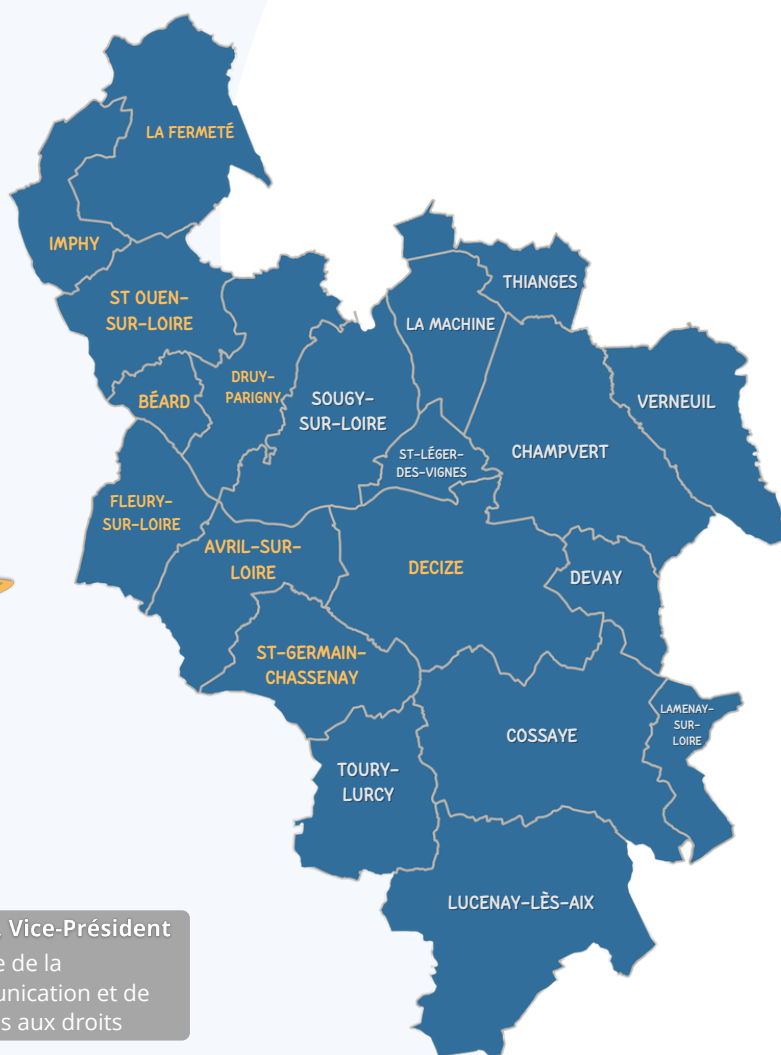 LA FERMETÉ
IMPHY
ST OUEN-
SUR-LOIRE
THIANGES
LA MACHINE
DRUY-
PARIGNY
BÉARD
SOUGY-
SUR-LOIRE
VERNEUIL
CHAMPVERT
ST-LÉGER-
DES-VIGNES
FLEURY-
SUR-LOIRE
AVRIL-SUR-
LOIRE
DECIZE
DEVAY
ST-GERMAIN-
CHASSENAY
LAMENAY-
SUR-
LOIRE
COSSAYE
TOURY-
LURCY
LUCENAY-LÈS-AIX
Vice-Président
de la
et de
aux droits